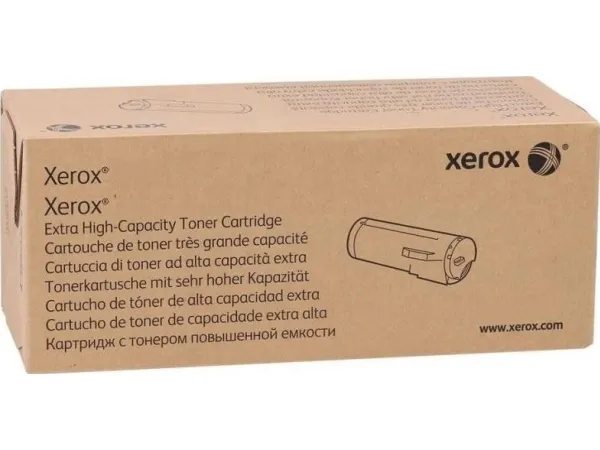 xerox
Xerox®
Xerox®
Extra High-Capacity Toner Cartridge
Cartouche de toner très grande capacité
Cartuccia di toner ad alta capacità extra
Tonerkartusche mit sehr hoher Kapazität
Cartucho de tóner de alta capacidad extra
Cartucho de toner de capacidade extra alta
Картридж с тонером повышенной емкости
xerox
www.xerox.com